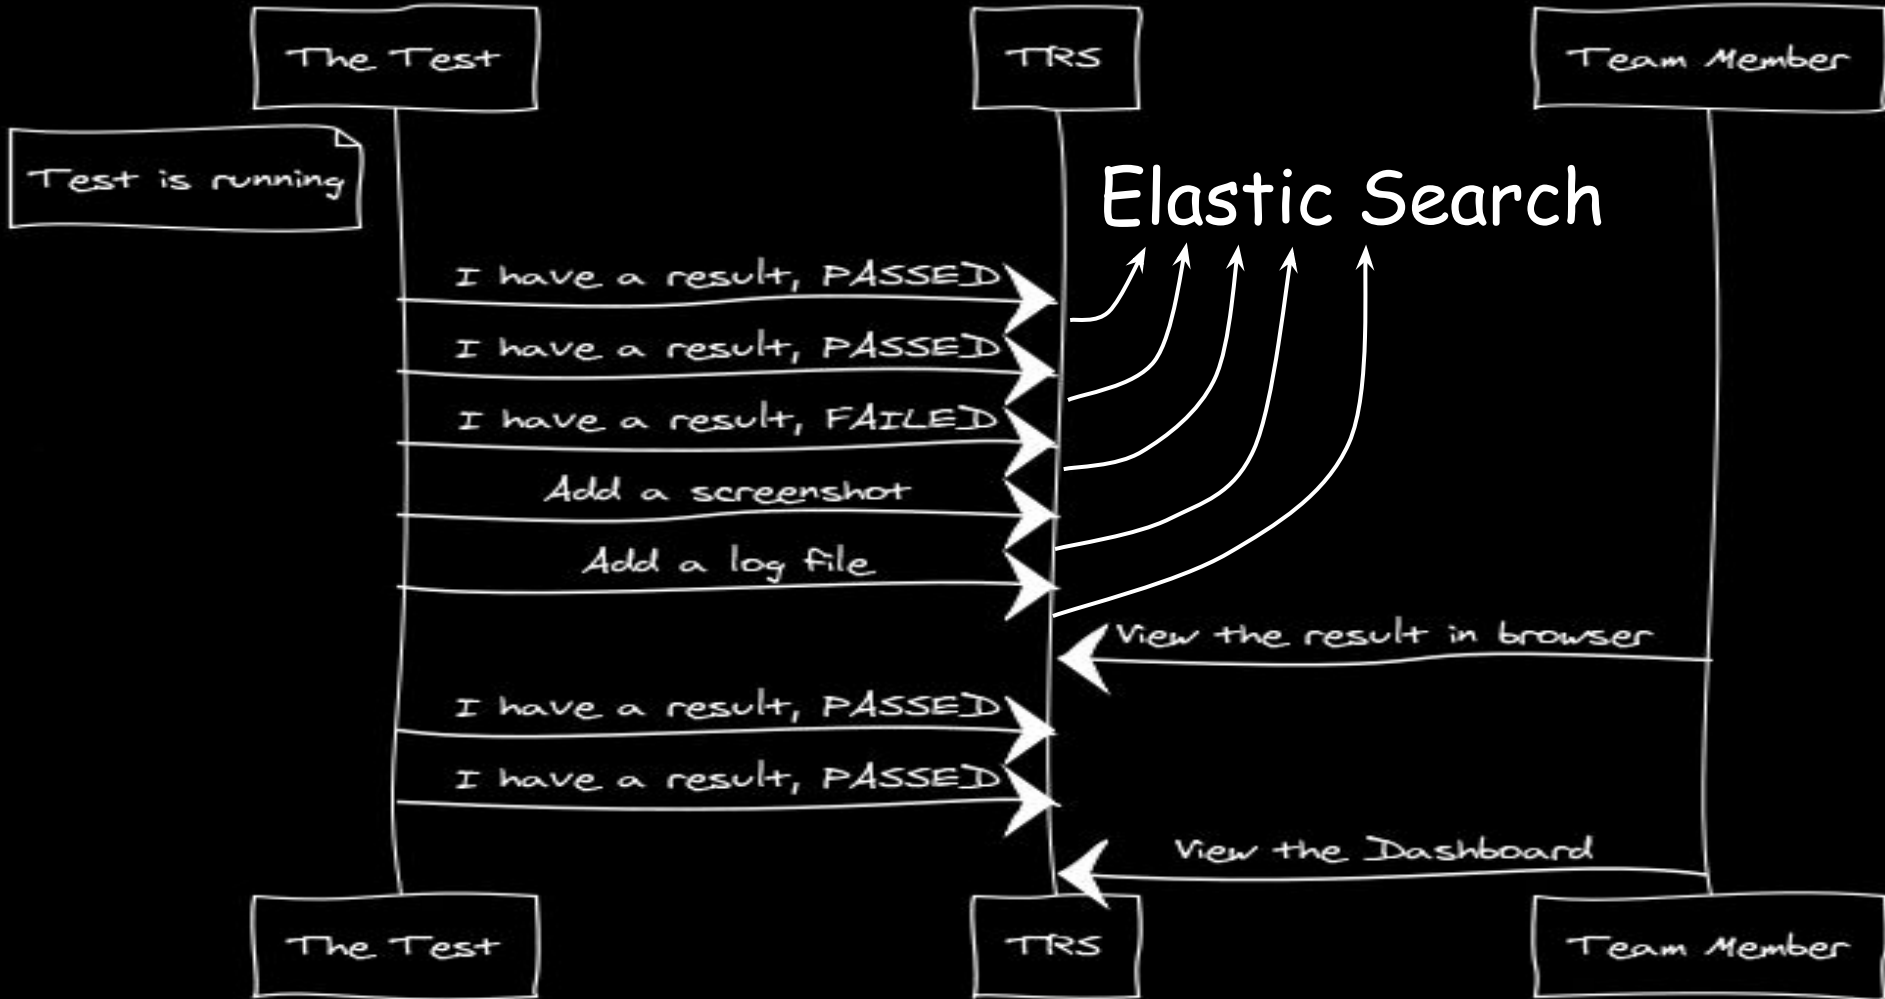 The Test
TRS
Team Member
Test is running
Elastic Search
I have a result, PASSED
I have a result, PASSED
I have a result, FAILED
Add a screenshot
Add a log file
View the result in browser
I have a result, PASSED
I have a result, PASSED
View the Dashboard
The Test
TRS
Team Member